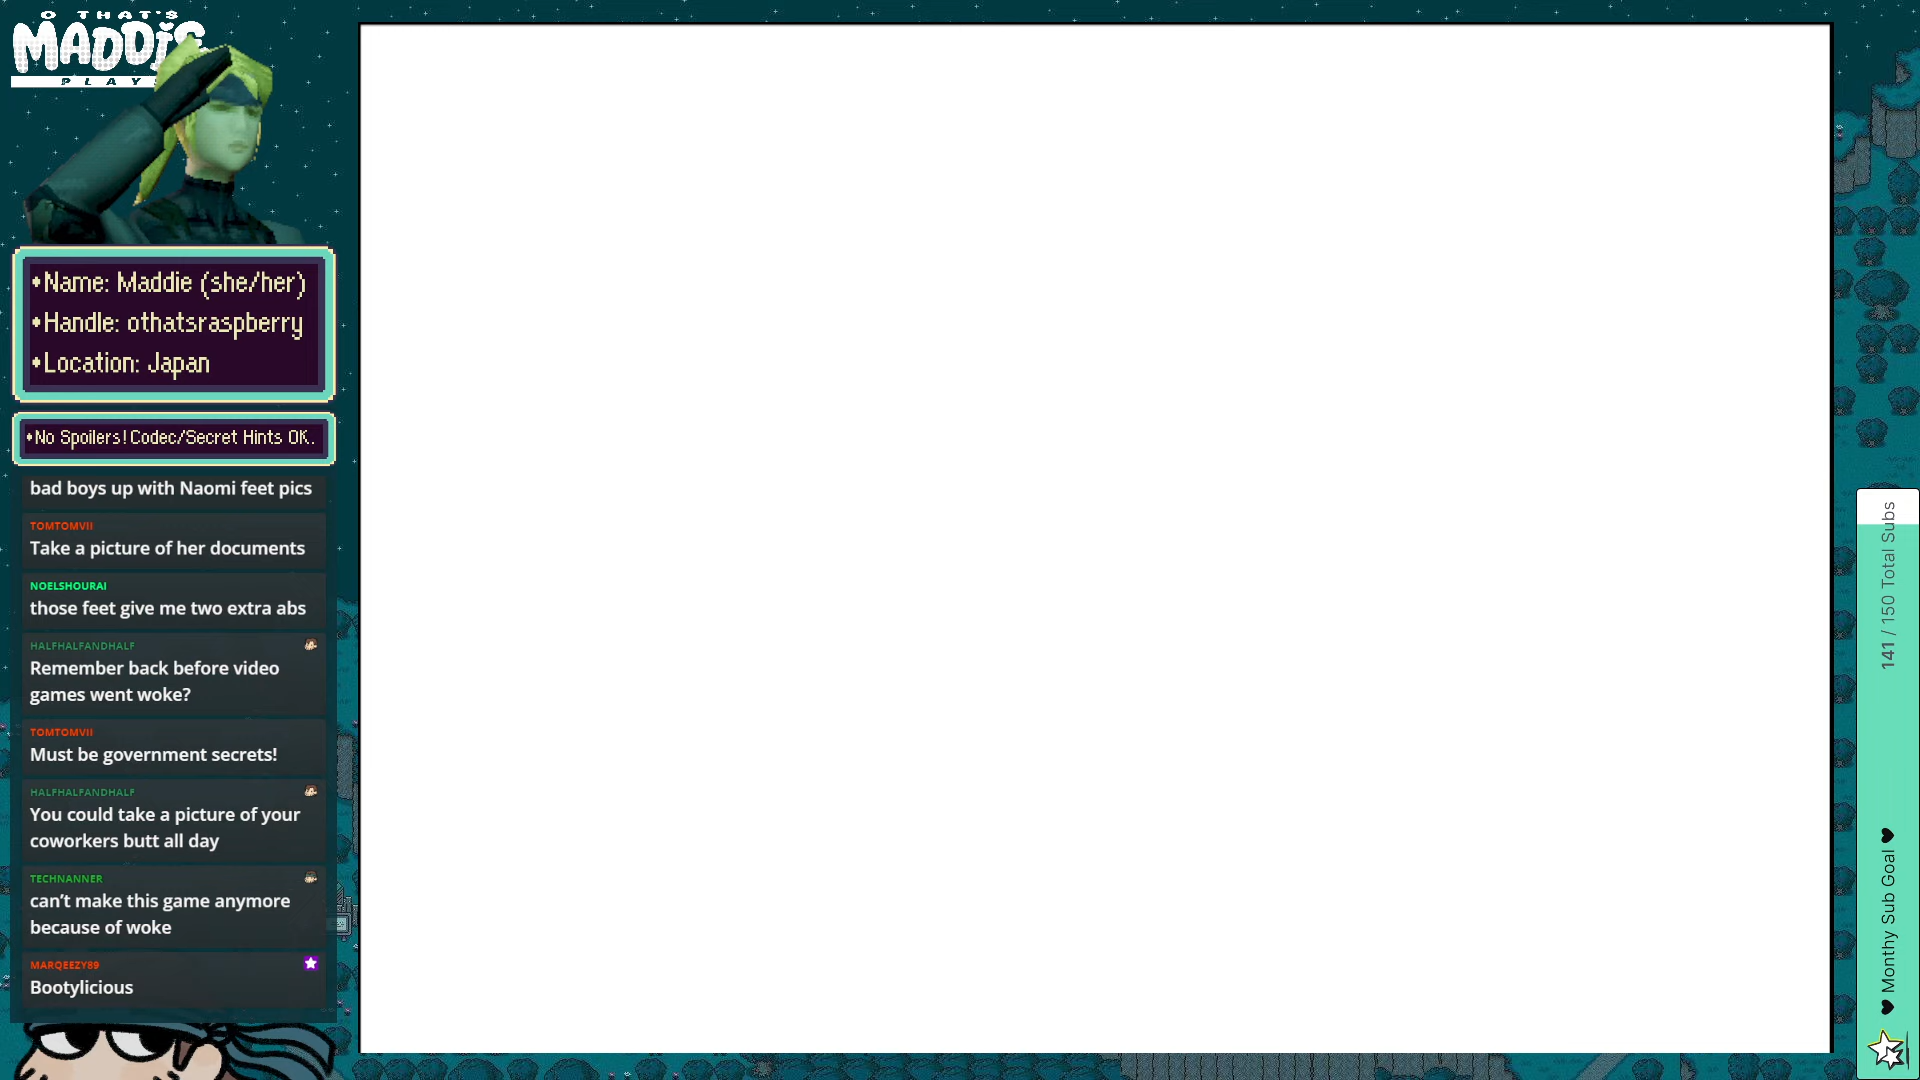 O THAT'S
MADDIE
PLAY
•Name: Maddie (she/her)
•Handle: othatsraspberry
•Location: Japan
•No Spoilers! Codec/Secret Hints OK.
bad boys up with Naomi feet pics
TOMTOMVII
Take a picture of her documents
NOELSHOURAI
those feet give me two extra abs
HALFHALFANDHALF
Remember back before video
games went woke?
TOMTOMVII
Must be government secrets!
HALFHALFANDHALF
You could take a picture of your
coworkers butt all day
TECHNANNER
can't make this game anymore
because of woke
MARQEEZY89
Bootylicious
♥ Monthy Sub Goal ♥
141 / 150 Total Subs